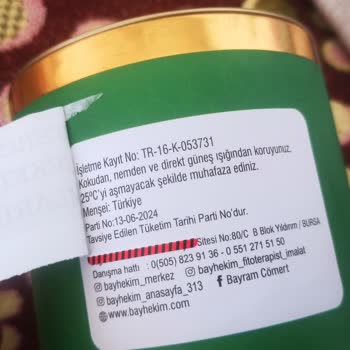 İşletme Kayıt No: TR-16-K-053731
Kokudan, nemden ve direkt güneş ışığından koruyunuz.
25°C'yi aşmayacak şekilde muhafaza ediniz.
Menşei: Türkiye
Parti No:13-06-2024
Tavsiye Edilen Tüketim Tarihi Parti No'dur.
Sitesi No:80/C B Blok Yıldırım / BURSA
Danışma hattı : 0(505) 823 91 36 - 0 551 271 51 50
bayhekim_merkez bayhekim_fitoterapist_imalat
bayhekim_anasayfa_313 Bayram Cömert
www.bayhekim.com